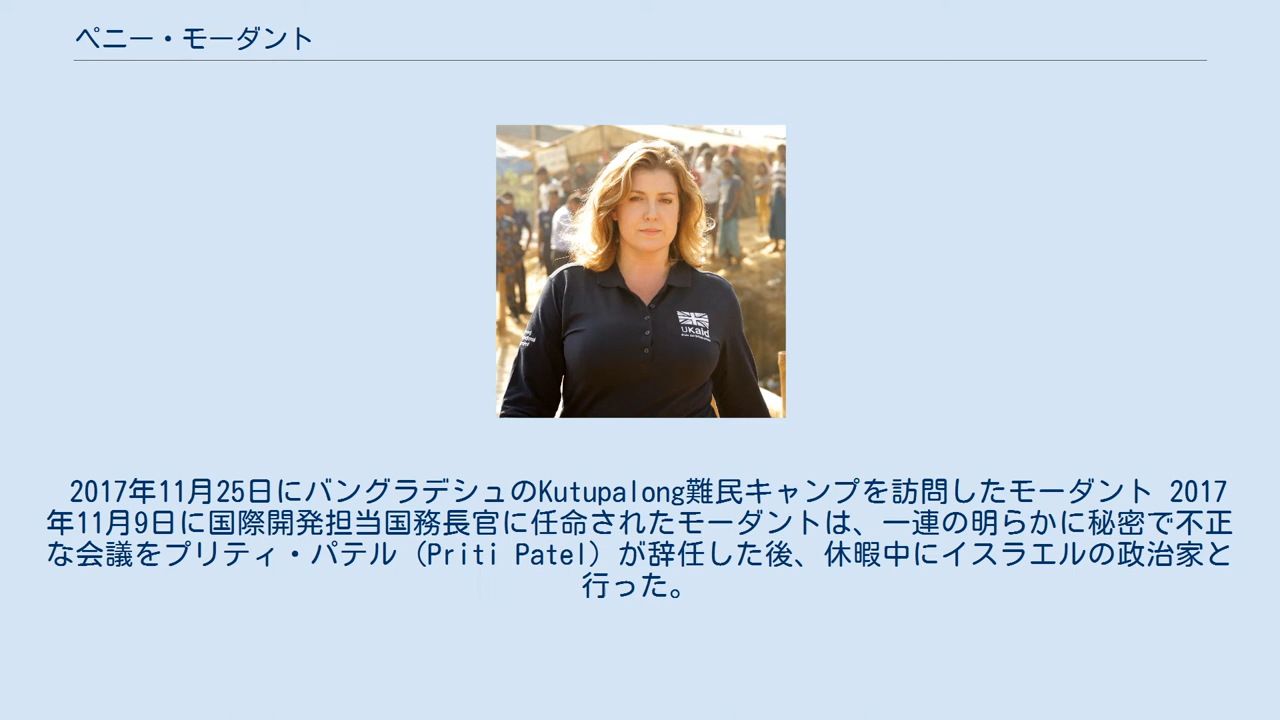 ペニー・モーダント
UKaid
2017年11月25日にバングラデシュのKutupalong難民キャンプを訪問したモーダント 2017
年11月9日に国際開発担当国務長官に任命されたモーダントは、一連の明らかに秘密で不正
な会議をプリティ・パテル（Priti Patel）が辞任した後、休暇中にイスラエルの政治家と
行った。